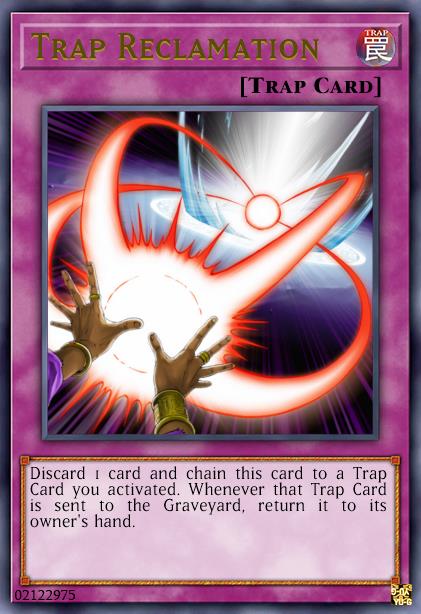 TRAP RECLAMATION
TRAP
罠
[TRAP CARD]
Discard 1 card and chain this card to a Trap
Card you activated. Whenever that Trap Card
is sent to the Graveyard, return it to its
owner's hand.
02122975